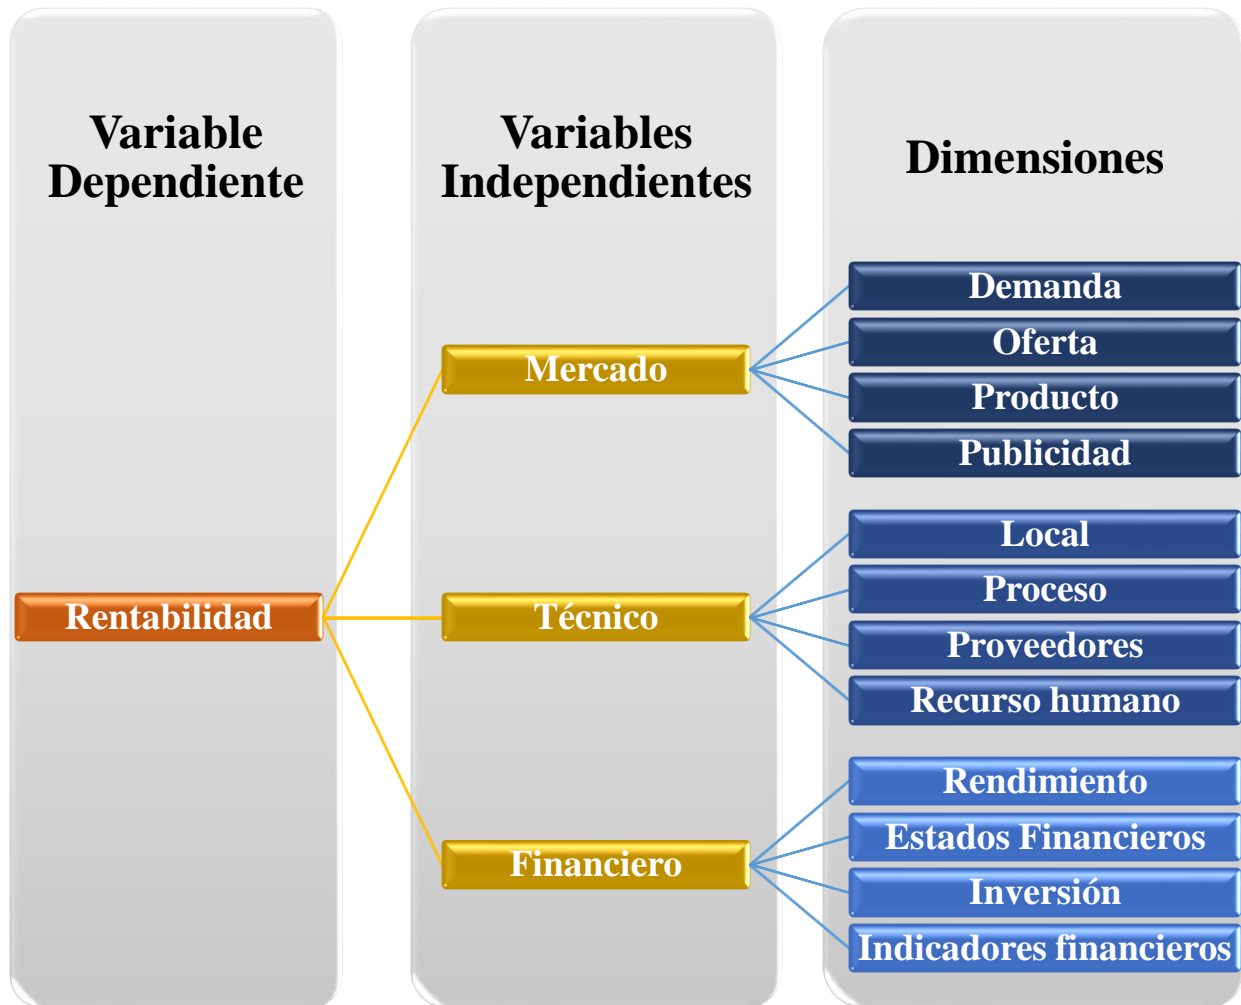 Variable
Dependiente
Variables
Independientes
Dimensiones
Rentabilidad
Mercado
Técnico
Financiero
Demanda
Oferta
Producto
Publicidad
Local
Proceso
Proveedores
Recurso humano
Rendimiento
Estados Financieros
Inversión
Indicadores financieros